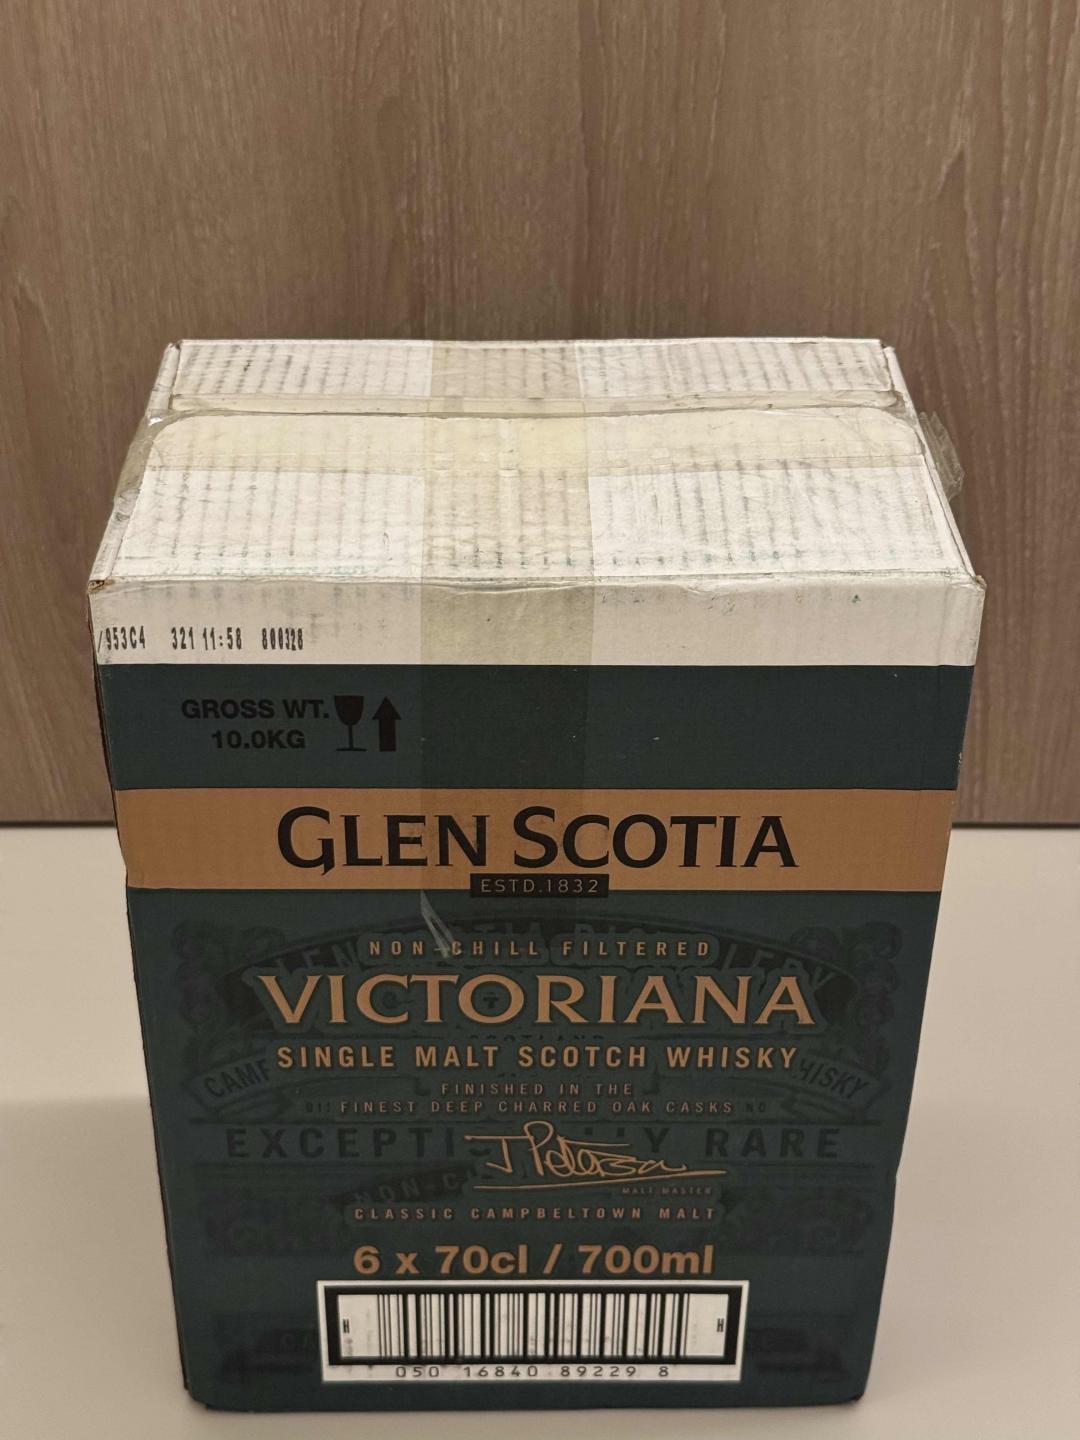 /953C4 321 11:58 800328
GROSS WT.
10.0KG
GLEN SCOTIA
ESTD.1832
NON-CHILL FILTERED
VICTORIANA
SCOTLAND
SINGLE MALT SCOTCH WHISKY
FINISHED IN THE
FINEST DEEP CHARRED OAK CASKS
RARE
MALT MASTER
CLASSIC CAMPBELTOWN MALT
6 x 70cl / 700ml
H H
050 16840 89229 8